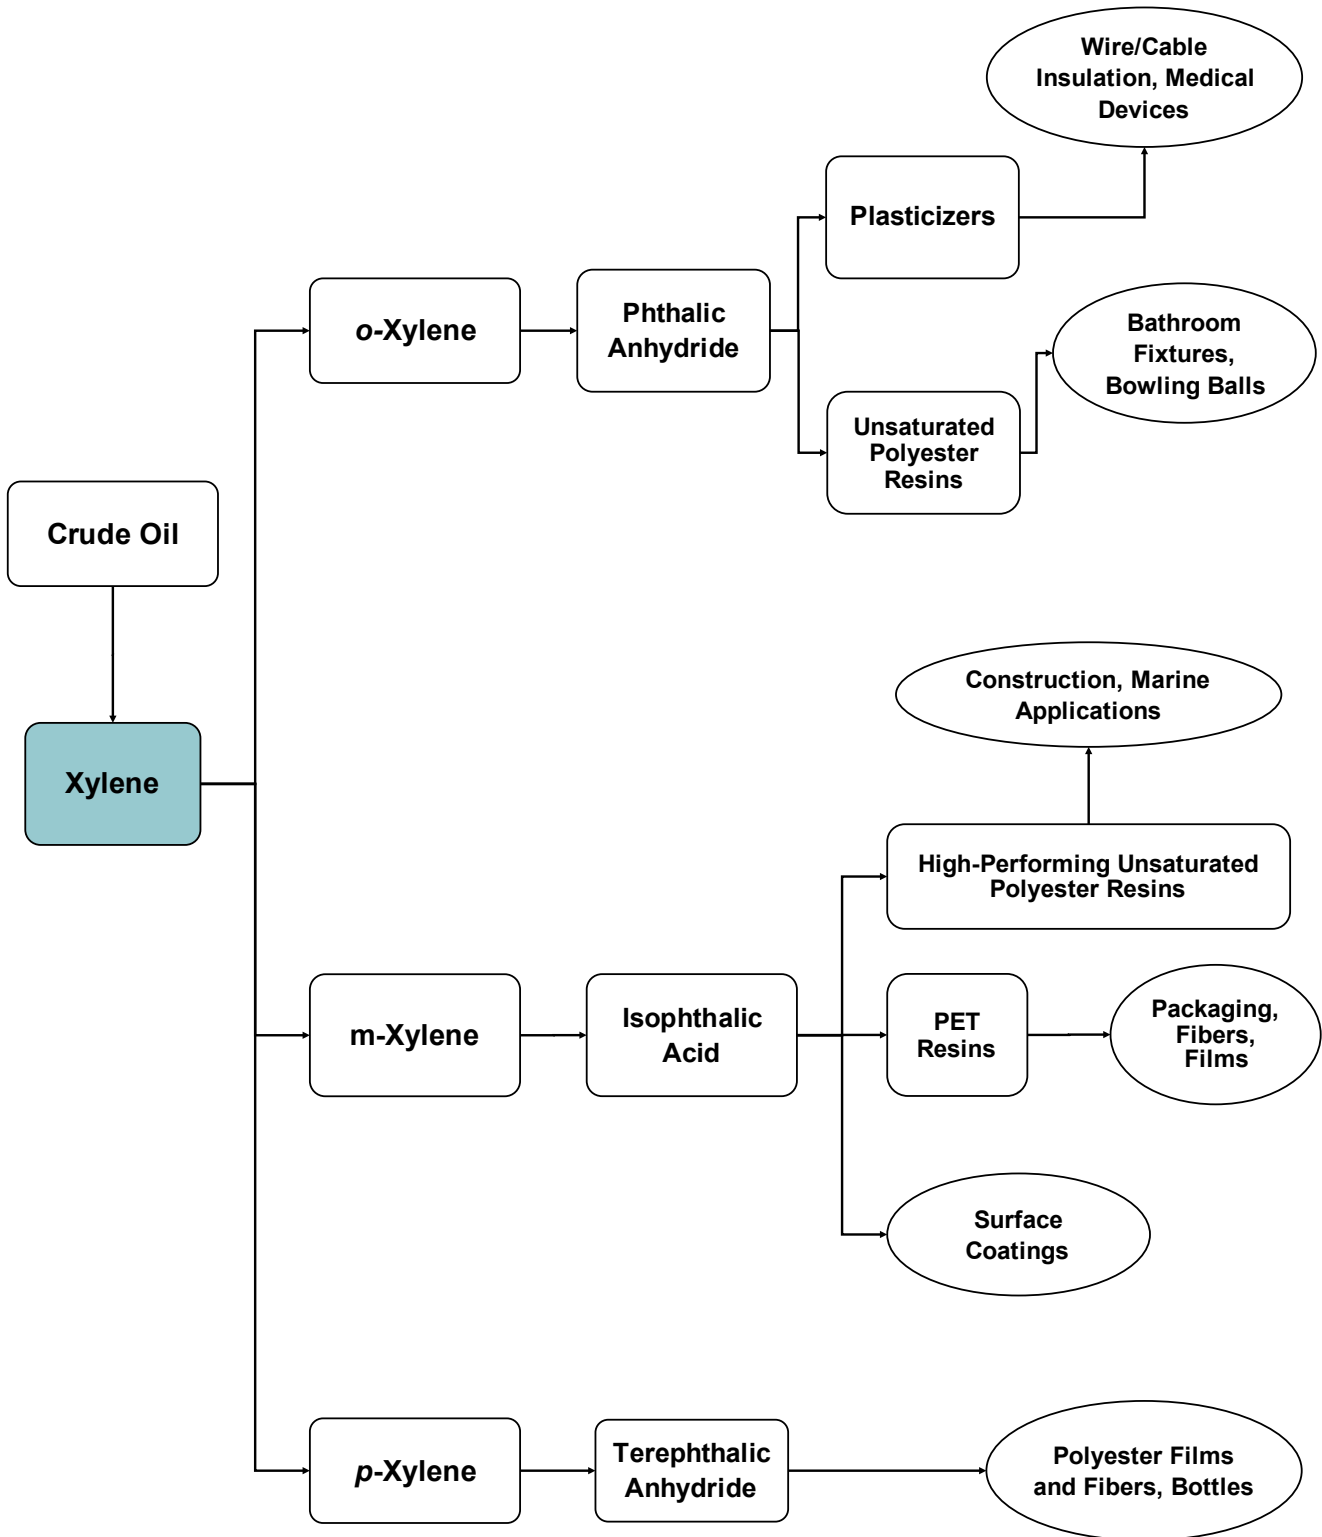 Wire/Cable
Insulation, Medical
Devices
Plasticizers
o-Xylene
Phthalic
Anhydride
Bathroom
Fixtures,
Bowling Balls
Unsaturated
Polyester
Resins
Crude Oil
Xylene
Construction, Marine
Applications
High-Performing Unsaturated
Polyester Resins
m-Xylene
Isophthalic
Acid
PET
Resins
Packaging,
Fibers,
Films
Surface
Coatings
p-Xylene
Terephthalic
Anhydride
Polyester Films
and Fibers, Bottles